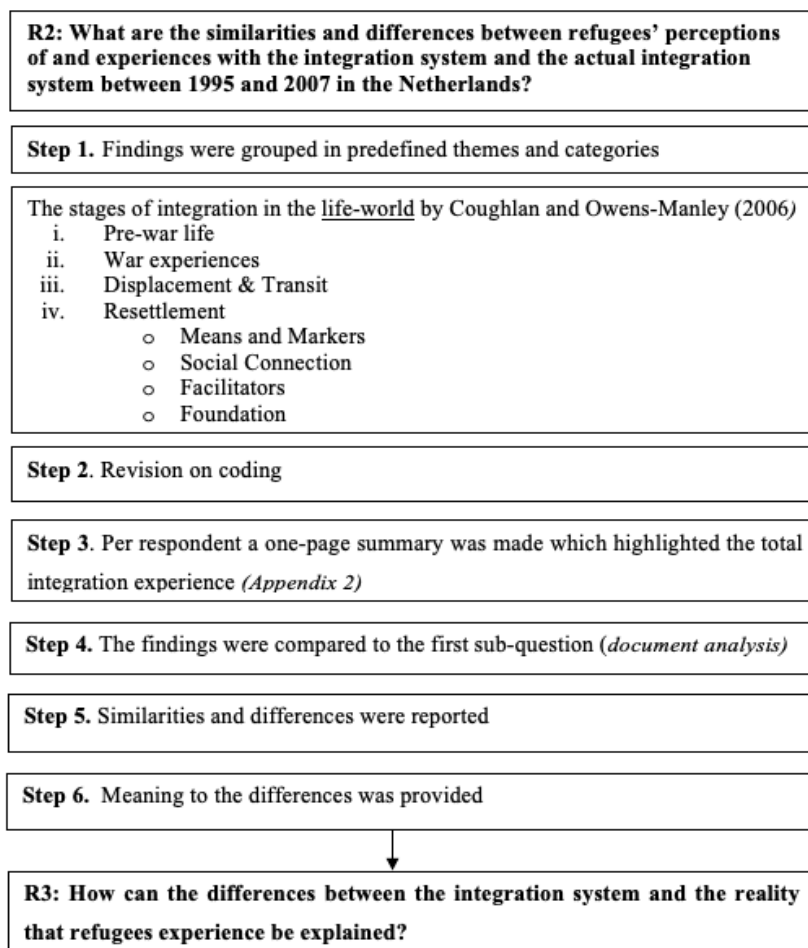 R2: What are the similarities and differences between refugees' perceptions
of and experiences with the integration system and the actual integration
system between 1995 and 2007 in the Netherlands?
Step 1. Findings were grouped in predefined themes and categories
The stages of integration in the life-world by Coughlan and Owens-Manley (2006)
i. Pre-war life
ii. War experiences
iii. Displacement & Transit
iv. Resettlement
o Means and Markers
o Social Connection
o Facilitators
o Foundation
Step 2. Revision on coding
Step 3. Per respondent a one-page summary was made which highlighted the total
integration experience (Appendix 2)
Step 4. The findings were compared to the first sub-question (document analysis)
Step 5. Similarities and differences were reported
Step 6. Meaning to the differences was provided
R3: How can the differences between the integration system and the reality
that refugees experience be explained?